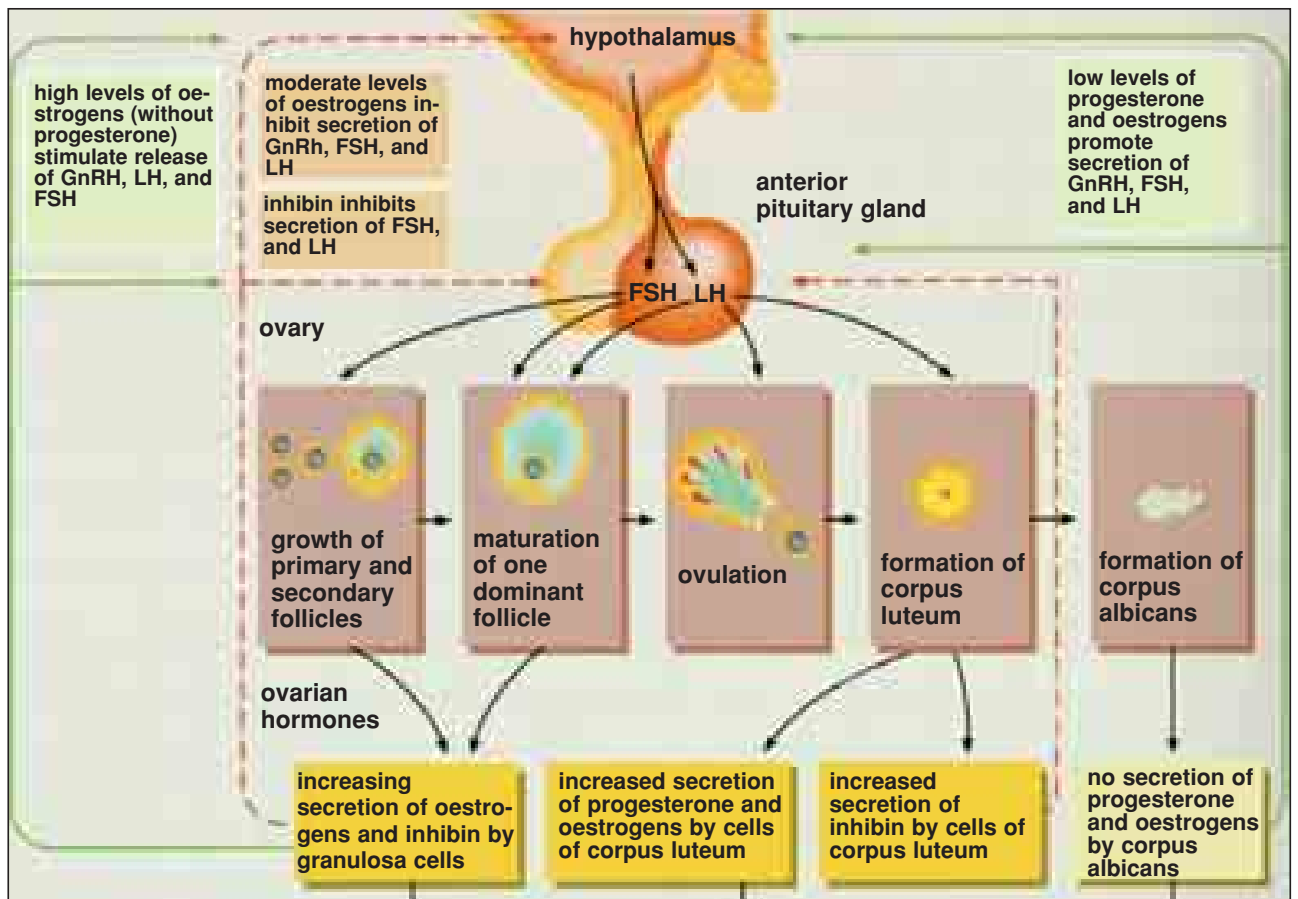 hypothalamus
high levels of oe-
strogens (without
progesterone)
stimulate release
of GnRH, LH, and
FSH
moderate levels
of oestrogens in-
hibit secretion of
GnRh, FSH, and
LH
inhibin inhibits
secretion of FSH,
and LH
low levels of
progesterone
and oestrogens
promote
secretion of
GnRH, FSH,
and LH
anterior
pituitary gland
FSH LH
ovary
growth of
primary and
secondary
follicles
maturation
of one
dominant
follicle
ovulation
formation of
corpus
luteum
formation of
corpus
albicans
ovarian
hormones
increasing
secretion of oestro-
gens and inhibin by
granulosa cells
increased secretion
of progesterone and
oestrogens by cells
of corpus luteum
increased
secretion of
inhibin by cells of
corpus luteum
no secretion of
progesterone
and oestrogens
by corpus
albicans